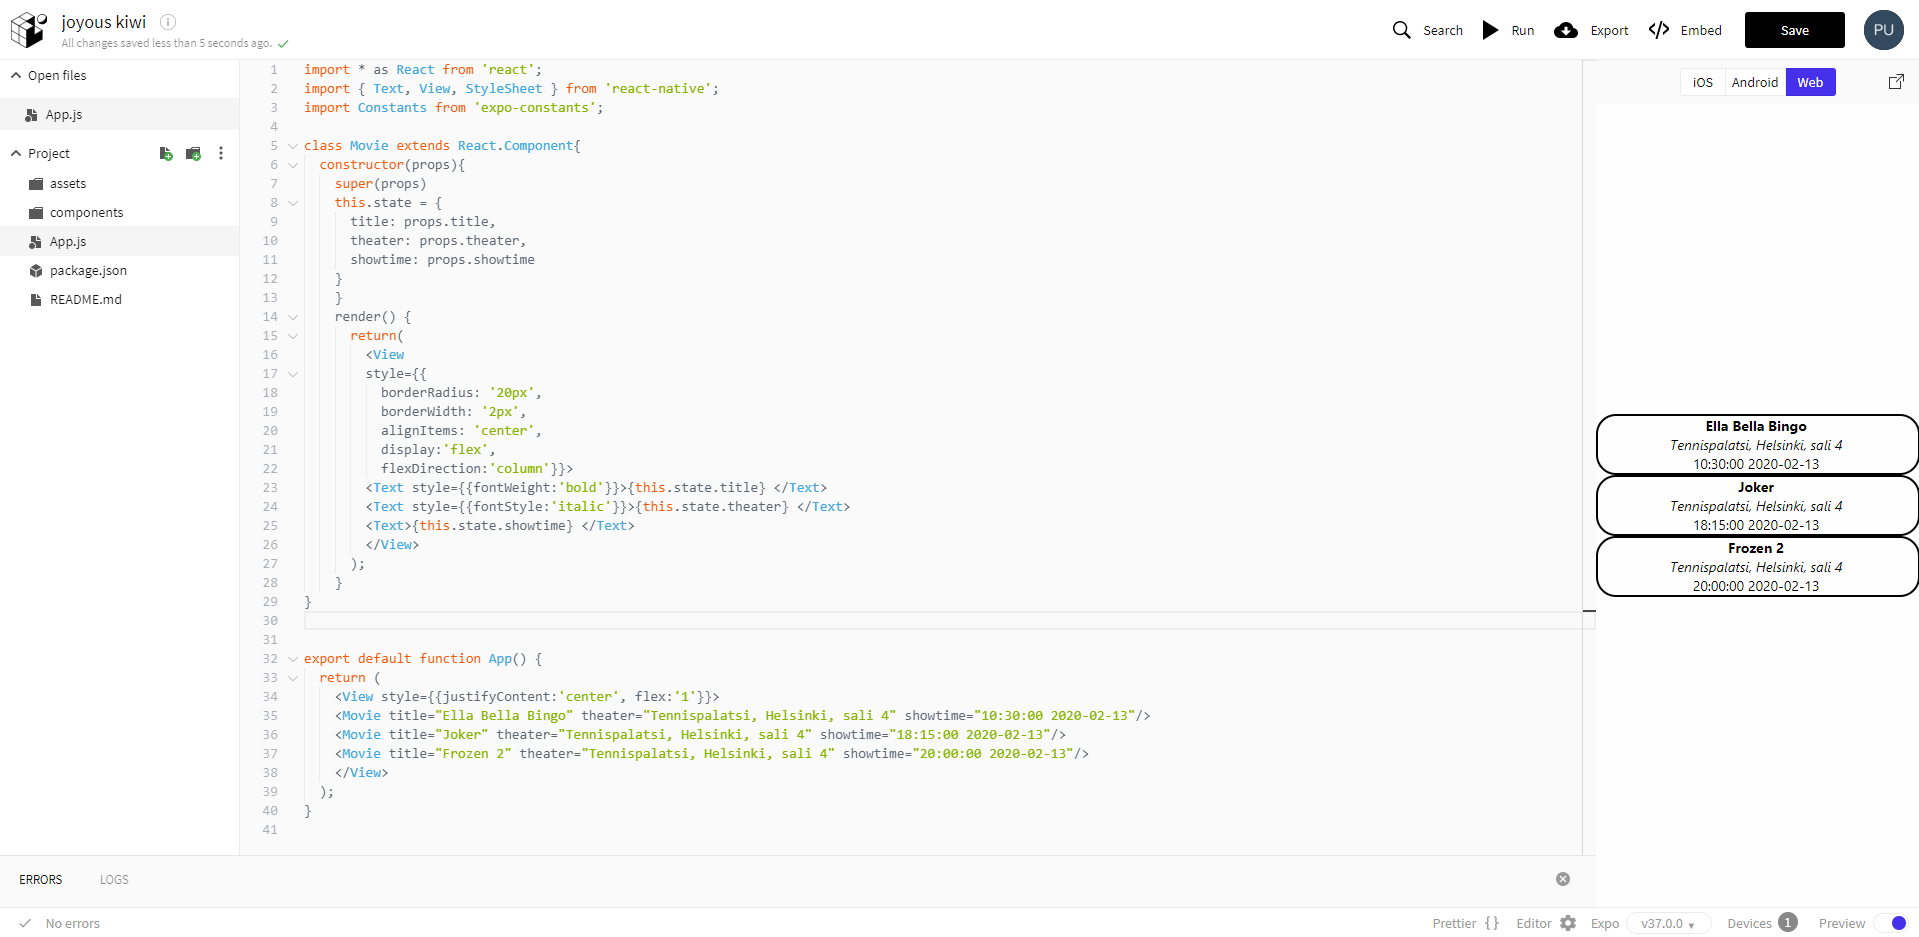 joyous kiwi
All changes saved less than 5 seconds ago.
Search
Run
Export
Embed
Save
PU
Open files
App.js
Project
assets
components
App.js
package.json
README.md
1 import * as React from 'react';
2 import { Text, View, StyleSheet } from 'react-native';
3 import Constants from 'expo-constants';
4
5 class Movie extends React.Component{
6 constructor(props){
7 super(props)
8 this.state = {
9 title: props.title,
10 theater: props.theater,
11 showtime: props.showtime
12 }
13 }
14 render() {
15 return(
16 <View
17 style={{
18 borderRadius: '20px',
19 borderWidth: '2px',
20 alignItems: 'center',
21 display:'flex',
22 flexDirection:'column'}}>
23 <Text style={{fontWeight:'bold'}}>{this.state.title} </Text>
24 <Text style={{fontStyle:'italic'}}>{this.state.theater} </Text>
25 <Text>{this.state.showtime} </Text>
26 </View>
27 );
28 }
29 }
30
31
32 export default function App() {
33 return (
34 <View style={{justifyContent:'center', flex:'1'}}>
35 <Movie title="Ella Bella Bingo" theater="Tennispalatsi, Helsinki, sali 4" showtime="10:30:00 2020-02-13"/>
36 <Movie title="Joker" theater="Tennispalatsi, Helsinki, sali 4" showtime="18:15:00 2020-02-13"/>
37 <Movie title="Frozen 2" theater="Tennispalatsi, Helsinki, sali 4" showtime="20:00:00 2020-02-13"/>
38 </View>
39 );
40 }
41
iOS
Android
Web
Ella Bella Bingo
Tennispalatsi, Helsinki, sali 4
10:30:00 2020-02-13
Joker
Tennispalatsi, Helsinki, sali 4
18:15:00 2020-02-13
Frozen 2
Tennispalatsi, Helsinki, sali 4
20:00:00 2020-02-13
ERRORS
LOGS
No errors
Prettier {}
Editor
Expo
v37.0.0
Devices 1
Preview